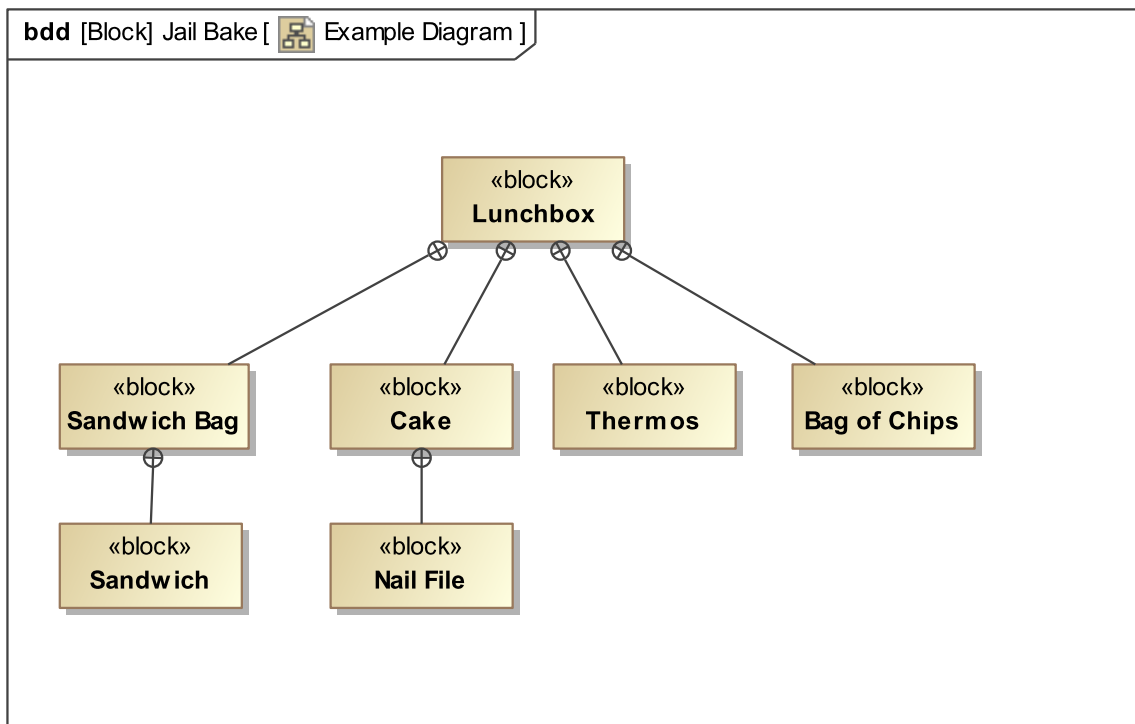 bdd [Block] Jail Bake [ Example Diagram ]
«block»
Lunchbox
«block»
Sandwich Bag
«block»
Cake
«block»
Thermos
«block»
Bag of Chips
«block»
Sandwich
«block»
Nail File